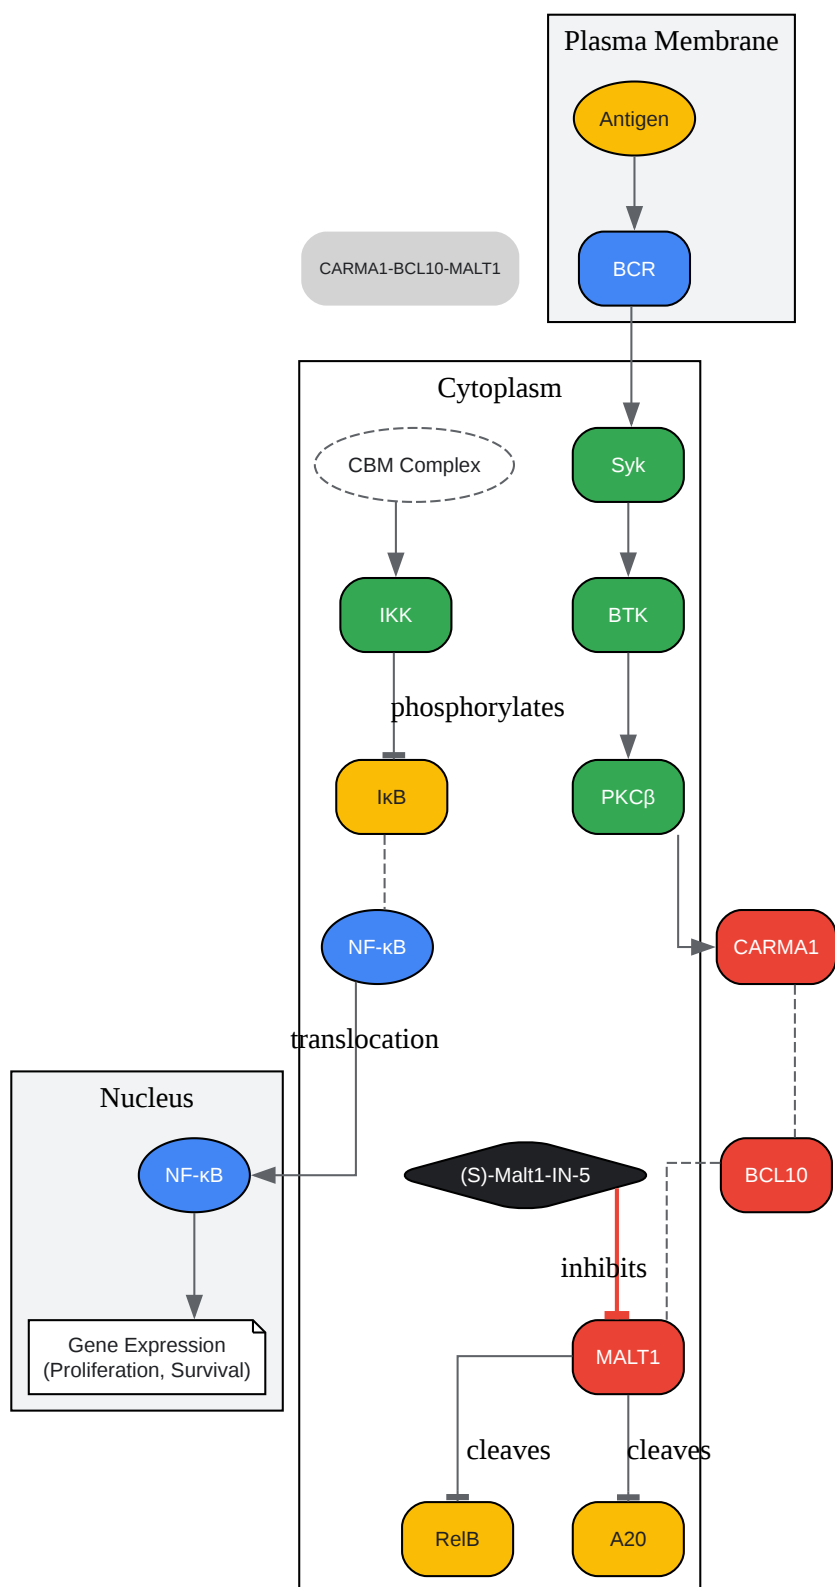 Plasma Membrane
Antigen
CARMA1-BCL10-MALT1
BCR
Cytoplasm
CBM Complex
Syk
IKK
BTK
phosphorylates
IκB
PKCβ
NF-κB
CARMA1
translocation
Nucleus
NF-κB
(S)-Malt1-IN-5
BCL10
inhibits
Gene Expression
(Proliferation, Survival)
MALT1
cleaves
cleaves
RelB
A20